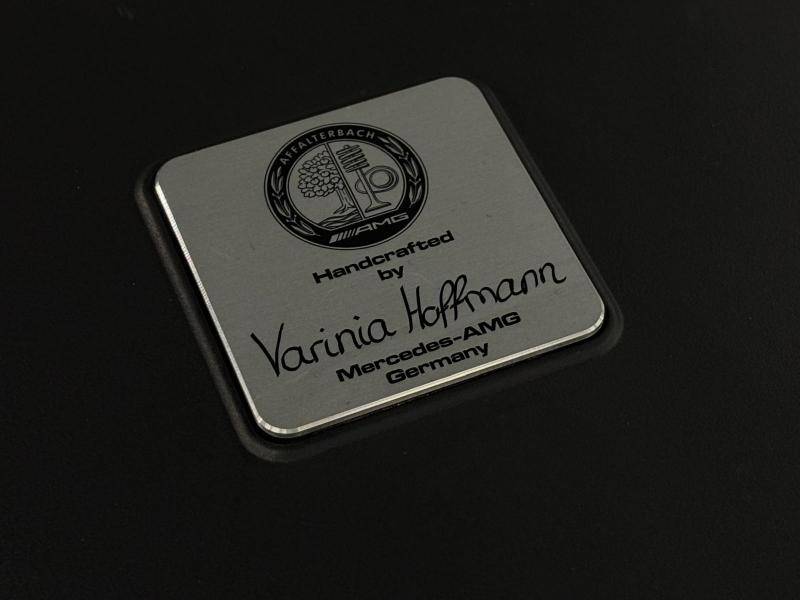 AFFALTERBACH
AMG
Handcrafted
by
Varinia Hoffmann
Mercedes-AMG
Germany